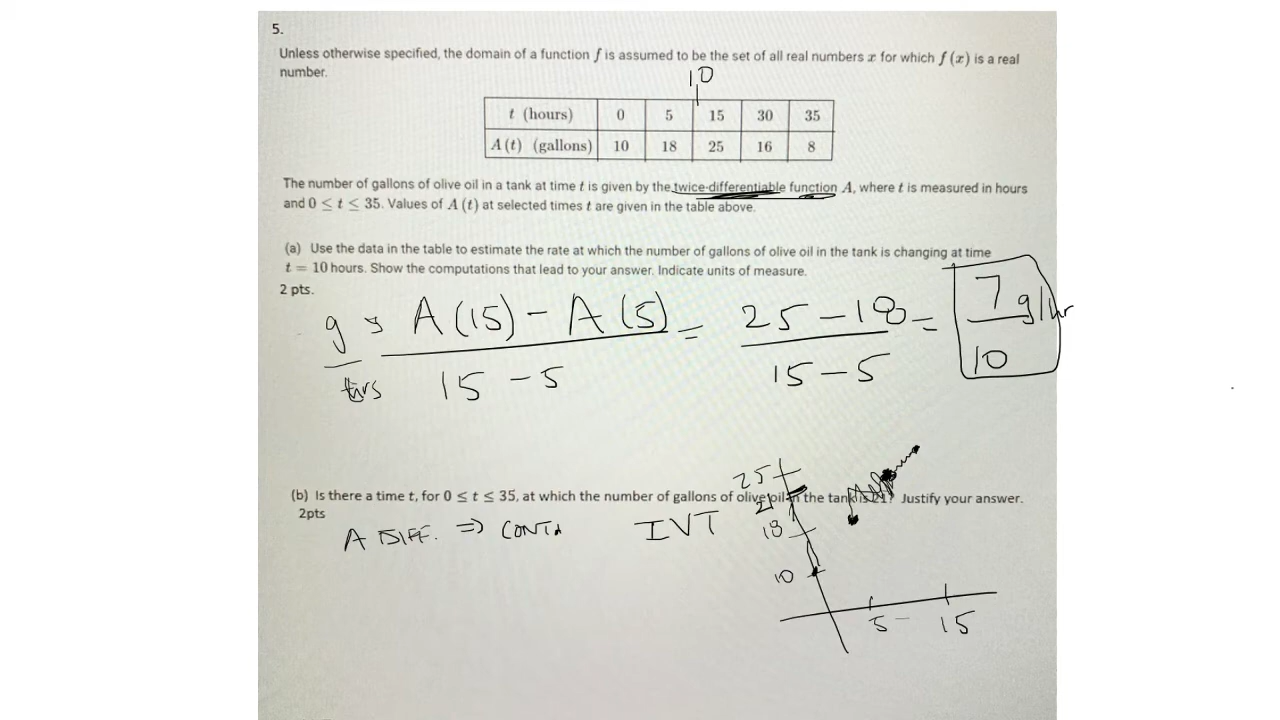 5.
Unless otherwise specified, the domain of a function f is assumed to be the set of all real numbers x for which f(x) is a real
number.
10
t (hours) 0 5 15 30 35
A(t) (gallons) 10 18 25 16 8
The number of gallons of olive oil in a tank at time t is given by the twice-differentiable function A, where t is measured in hours
and 0 ≤ t ≤ 35. Values of A(t) at selected times t are given in the table above.
(a) Use the data in the table to estimate the rate at which the number of gallons of olive oil in the tank is changing at time
t = 10 hours. Show the computations that lead to your answer. Indicate units of measure.
2 pts.
g A(15) - A(5) = 25 - 18 = 7 g/hr
hrs 15 - 5 15 - 5 10
25
(b) Is there a time t, for 0 ≤ t ≤ 35, at which the number of gallons of olive oil in the tank is 21? Justify your answer.
2pts
21
A DIFF. ⇒ CONT IVT 18
10
5 15